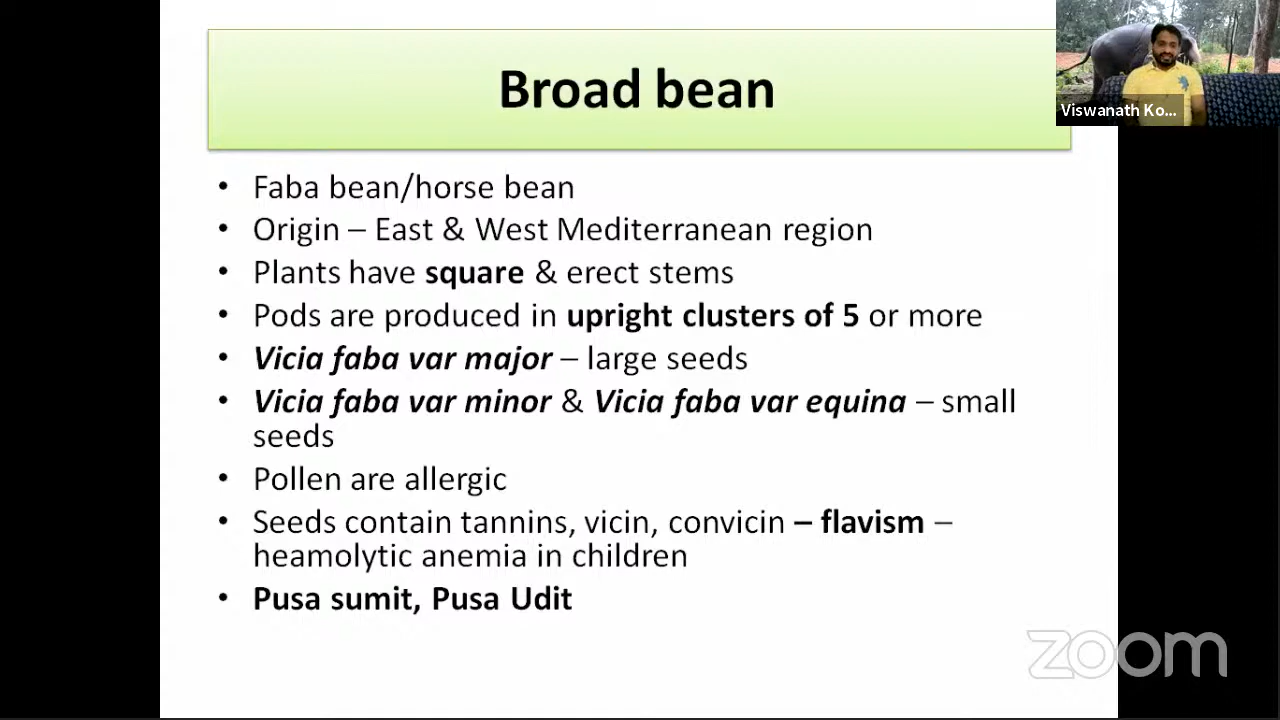 Broad bean
Viswanath Ko...
• Faba bean/horse bean
• Origin – East & West Mediterranean region
• Plants have square & erect stems
• Pods are produced in upright clusters of 5 or more
• Vicia faba var major – large seeds
• Vicia faba var minor & Vicia faba var equina – small
seeds
• Pollen are allergic
• Seeds contain tannins, vicin, convicin – flavism –
heamolytic anemia in children
• Pusa sumit, Pusa Udit
zoom